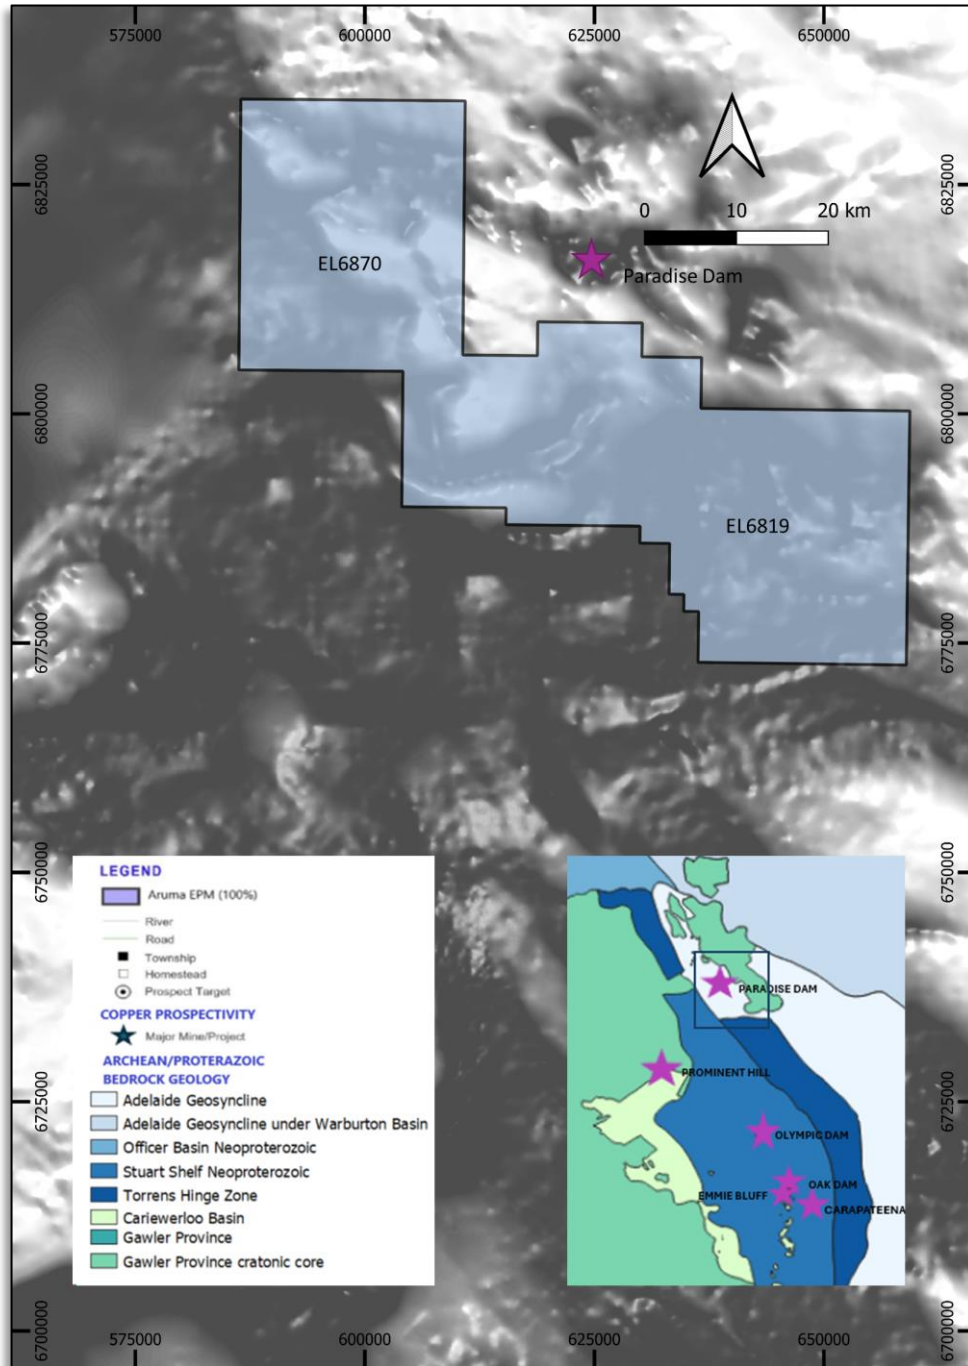 575000
600000
625000
650000
6825000
6825000
0
10
20 km
EL6870
Paradise Dam
6800000
6800000
EL6819
6775000
6775000
6750000
6750000
LEGEND
Aruma EPM (100%)
River
Road
Township
Homestead
Prospect Target
COPPER PROSPECTIVITY
Major Mine/Project
ARCHEAN/PROTERAZOIC
BEDROCK GEOLOGY
Adelaide Geosyncline
Adelaide Geosyncline under Warburton Basin
Officer Basin Neoproterozoic
Stuart Shelf Neoproterozoic
Torrens Hinge Zone
Cariewerloo Basin
Gawler Province
Gawler Province cratonic core
PARADISE DAM
PROMINENT HILL
OLYMPIC DAM
OAK DAM
EMMIE BLUFF
CARAPATEENA
6725000
6725000
6700000
6700000
575000
600000
625000
650000